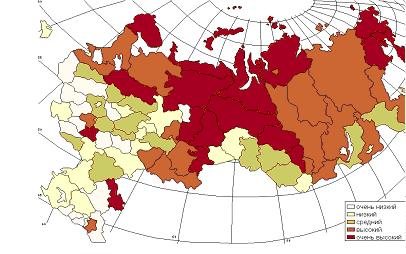 очень низкий
низкий
средний
высокий
очень высокий